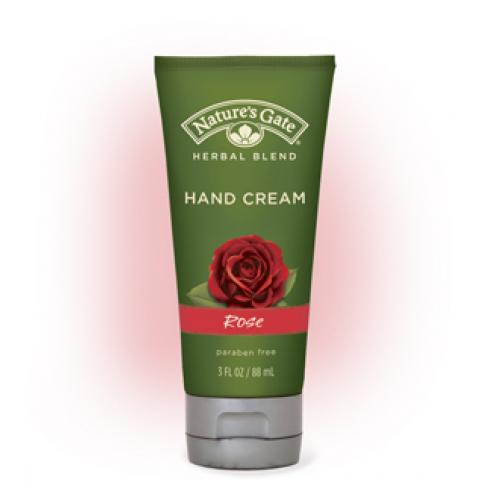 Nature's Gate®
HERBAL BLEND
HAND CREAM
Rose
paraben free
3 FL OZ / 88 mL